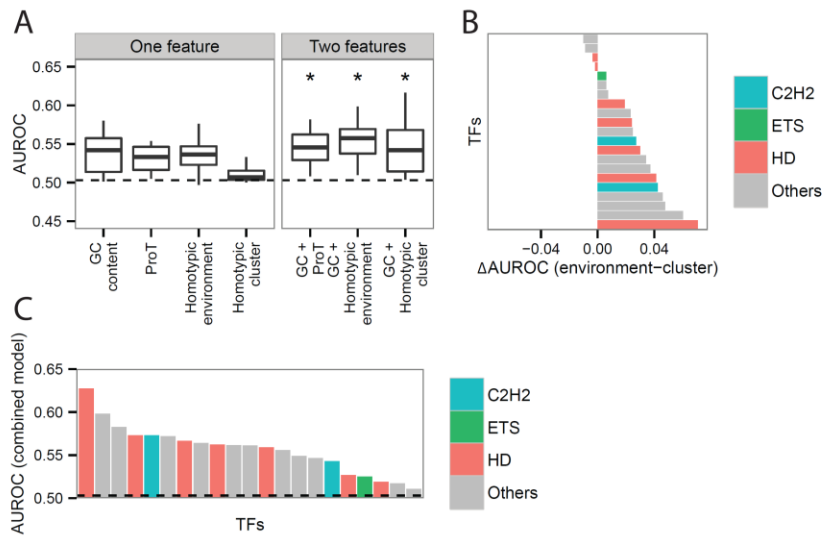 A
One feature
Two features
AUROC
0.65
0.60
0.55
0.50
0.45
*
*
*
GC
content
ProT
Homotypic
environment
Homotypic
cluster
GC +
ProT
GC +
Homotypic
environment
GC +
Homotypic
cluster
B
TFs
-0.04
0.00
0.04
ΔAUROC (environment−cluster)
C2H2
ETS
HD
Others
C
AUROC (combined model)
0.65
0.60
0.55
0.50
TFs
C2H2
ETS
HD
Others